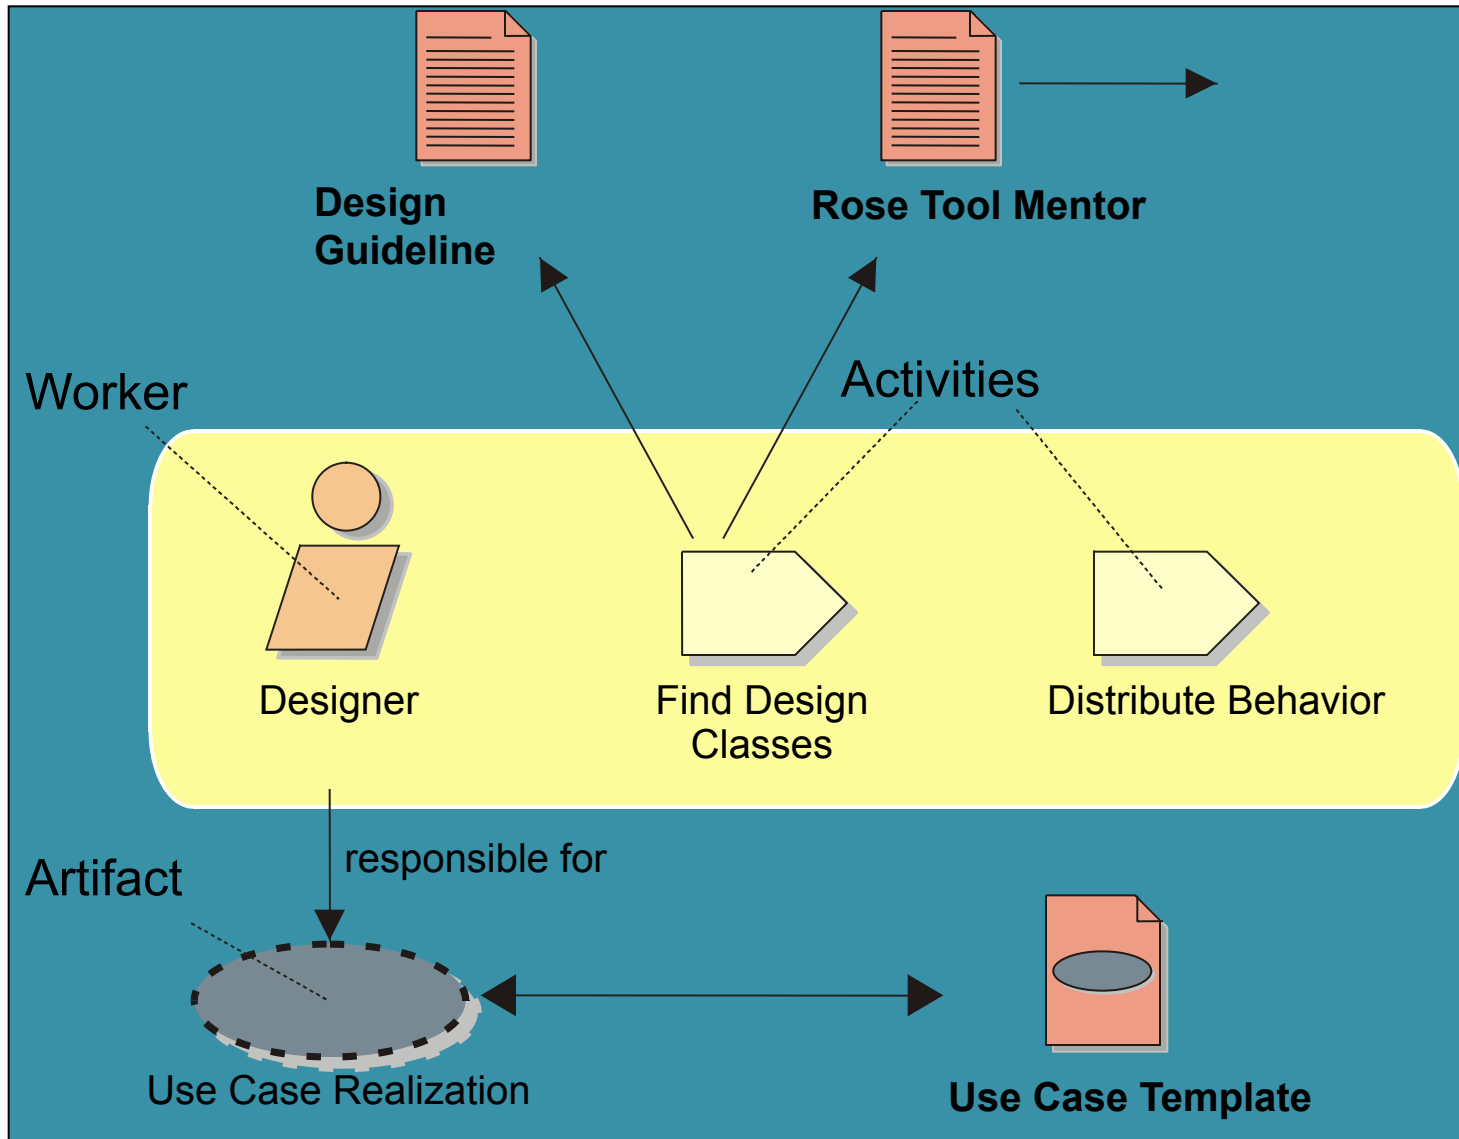 Design
Guideline
Rose Tool Mentor
Worker
Activities
Designer
Find Design
Classes
Distribute Behavior
responsible for
Artifact
Use Case Realization
Use Case Template